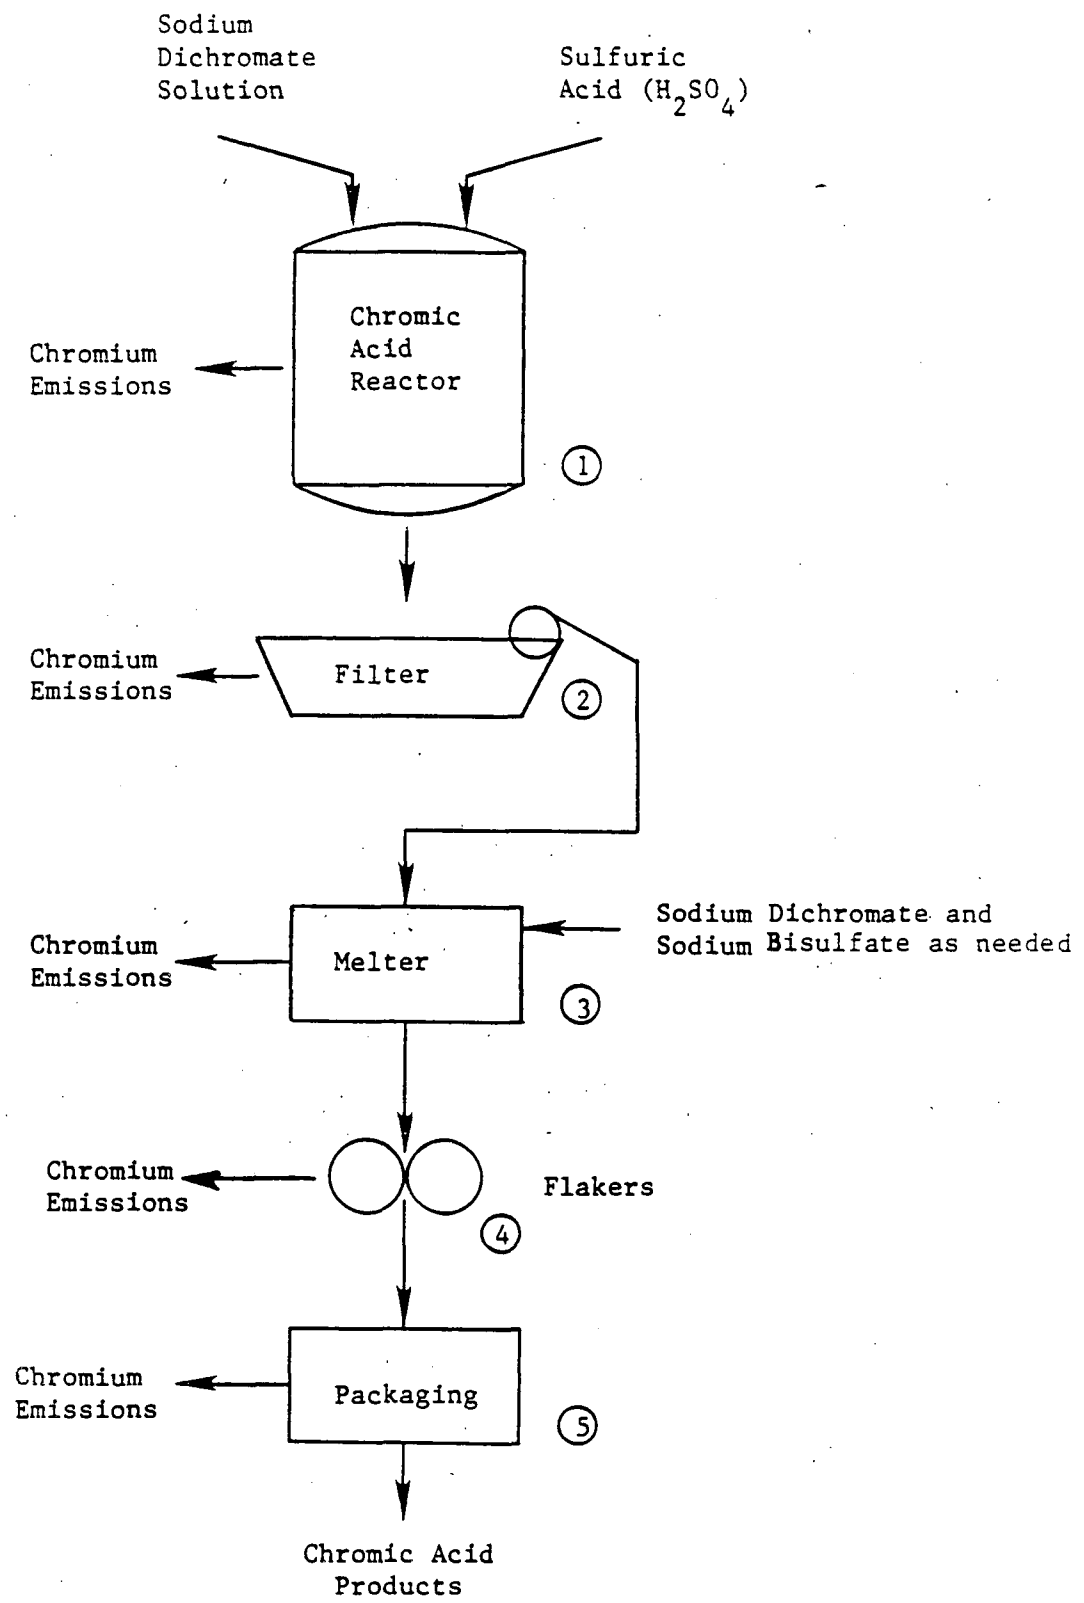 Sodium
Dichromate
Solution
Sulfuric
Acid (H2SO4)
Chromic
Acid
Reactor
Chromium
Emissions
1
Chromium
Emissions
Filter
2
Sodium Dichromate and
Sodium Bisulfate as needed
Chromium
Emissions
Melter
3
Chromium
Emissions
Flakers
4
Chromium
Emissions
Packaging
5
Chromic Acid
Products